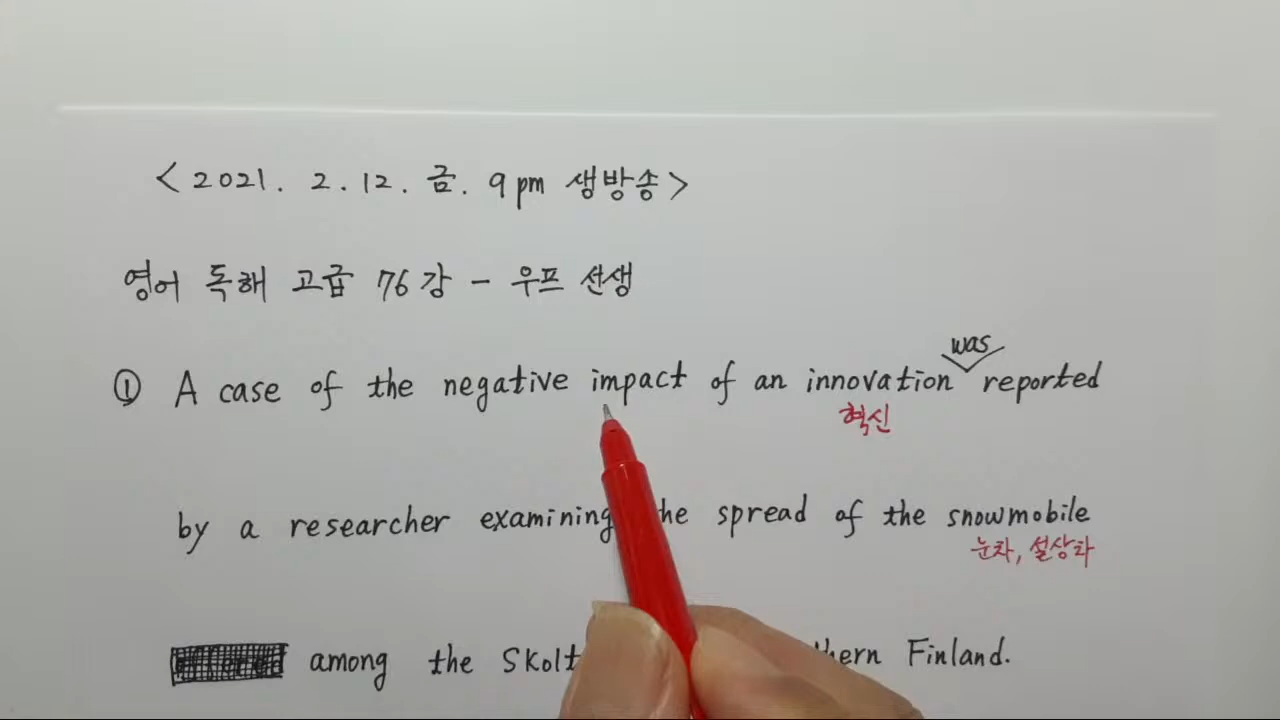 <2021. 2. 12. 금. 9pm 생방송>
영어 독해 고급 76강 - 우프 선생
was
① A case of the negative impact of an innovation reported
혁신
by a researcher examining the spread of the snowmobile
눈차, 설상차
among the Skolt Finland.